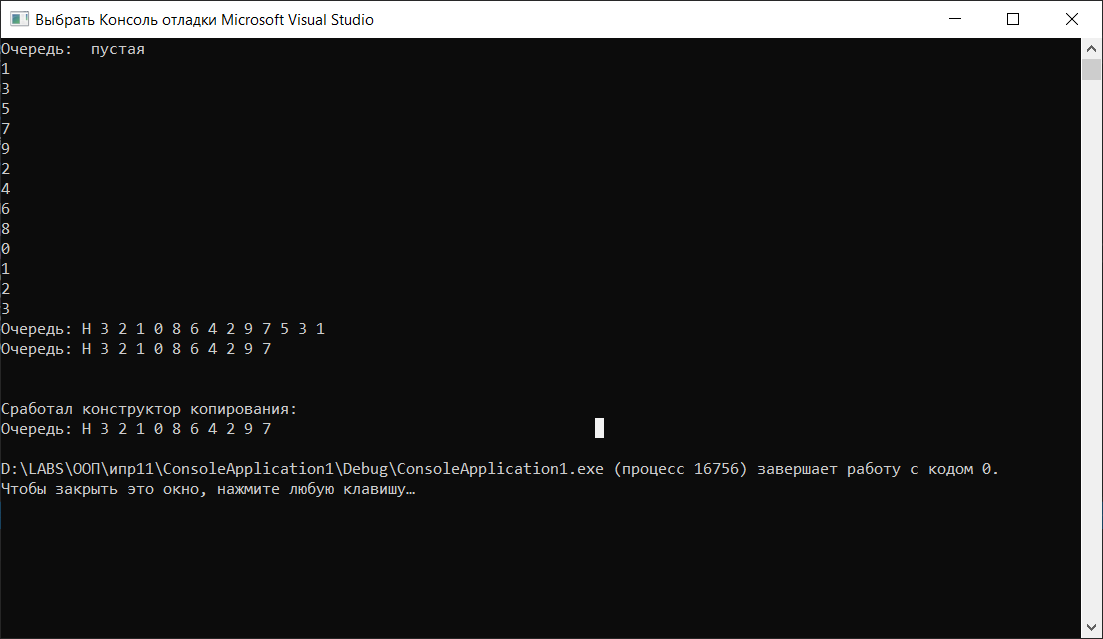 Выбрать Консоль отладки Microsoft Visual Studio
Очередь:  пустая
1
3
5
7
9
2
4
6
8
0
1
2
3
Очередь: Н 3 2 1 0 8 6 4 2 9 7 5 3 1
Очередь: Н 3 2 1 0 8 6 4 2 9 7
Сработал конструктор копирования:
Очередь: Н 3 2 1 0 8 6 4 2 9 7
D:\LABS\ООП\ипр11\ConsoleApplication1\Debug\ConsoleApplication1.exe (процесс 16756) завершает работу с кодом 0.
Чтобы закрыть это окно, нажмите любую клавишу…